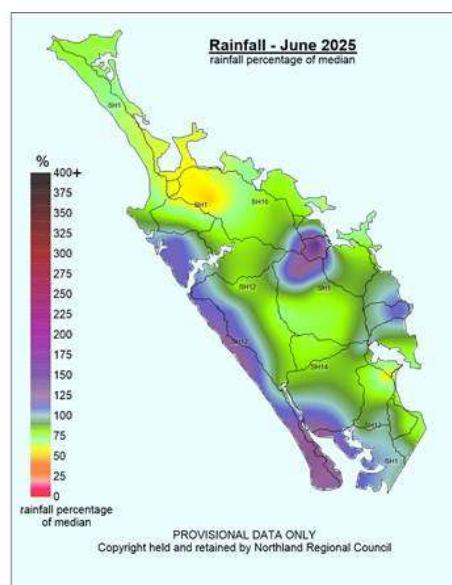 Rainfall - June 2025
rainfall percentage of median
SH1
%
400+
375
350
325
300
275
250
225
200
175
150
125
100
75
50
25
0
SH1
SH10
SH12
SH1
SH12
SH14
SH1
rainfall percentage
of median
PROVISIONAL DATA ONLY
Copyright held and retained by Northland Regional Council